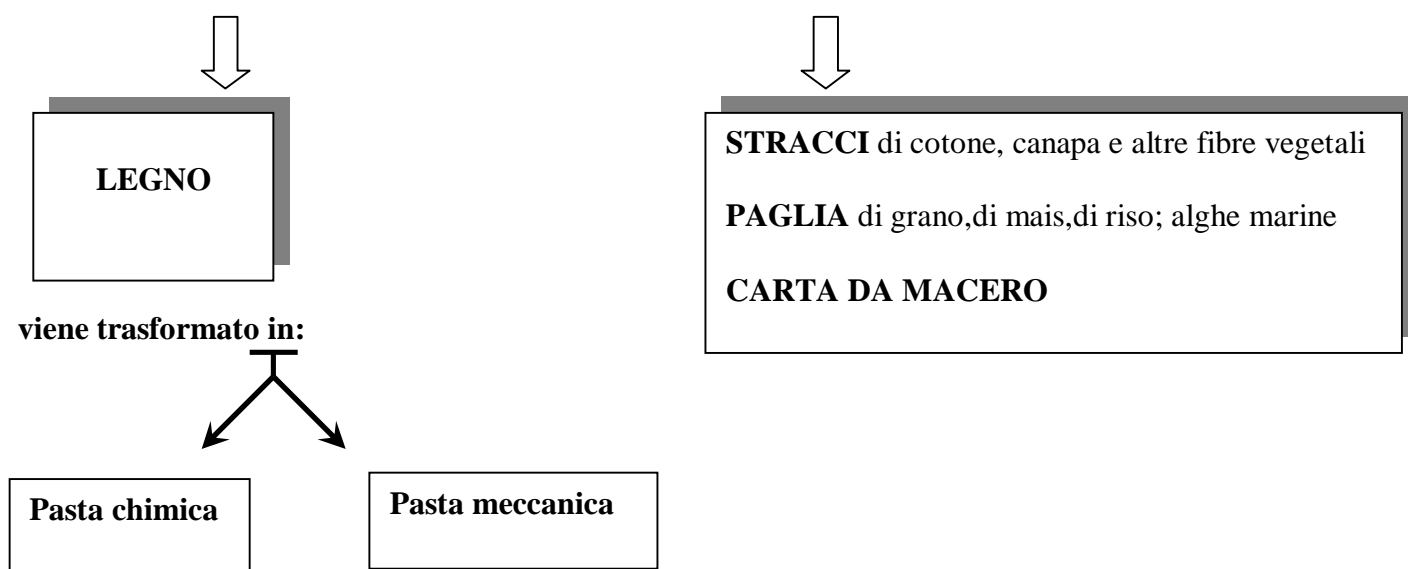 LEGNO
viene trasformato in:
Pasta chimica
Pasta meccanica
STRACCI di cotone, canapa e altre fibre vegetali
PAGLIA di grano,di mais,di riso; alghe marine
CARTA DA MACERO